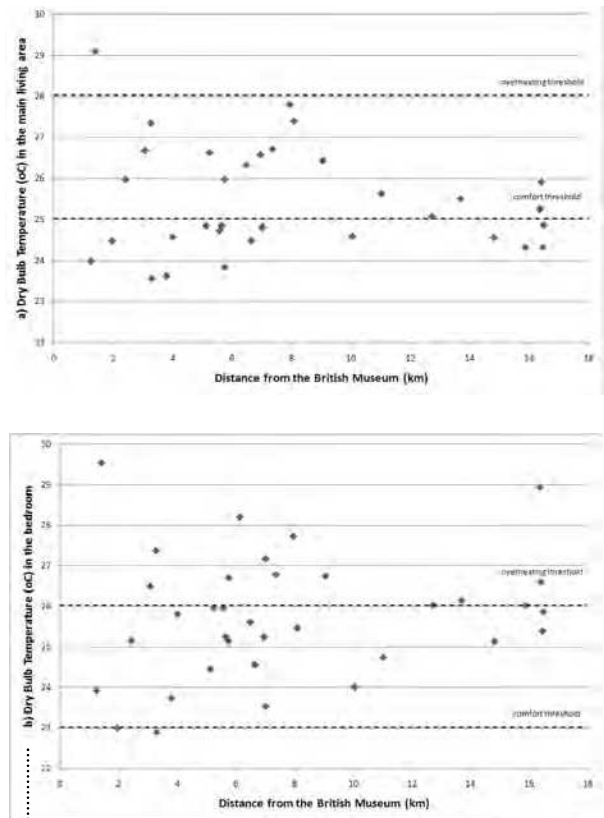 a) Dry Bulb Temperature (oC) in the main living area
30
29
28
27
26
25
24
23
22
overheating threshold
comfort threshold
0 2 4 6 8 10 12 14 16 18
Distance from the British Museum (km)
b) Dry Bulb Temperature (oC) in the bedroom
30
29
28
27
26
25
24
23
22
overheating threshold
comfort threshold
0 2 4 6 8 10 12 14 16 18
Distance from the British Museum (km)